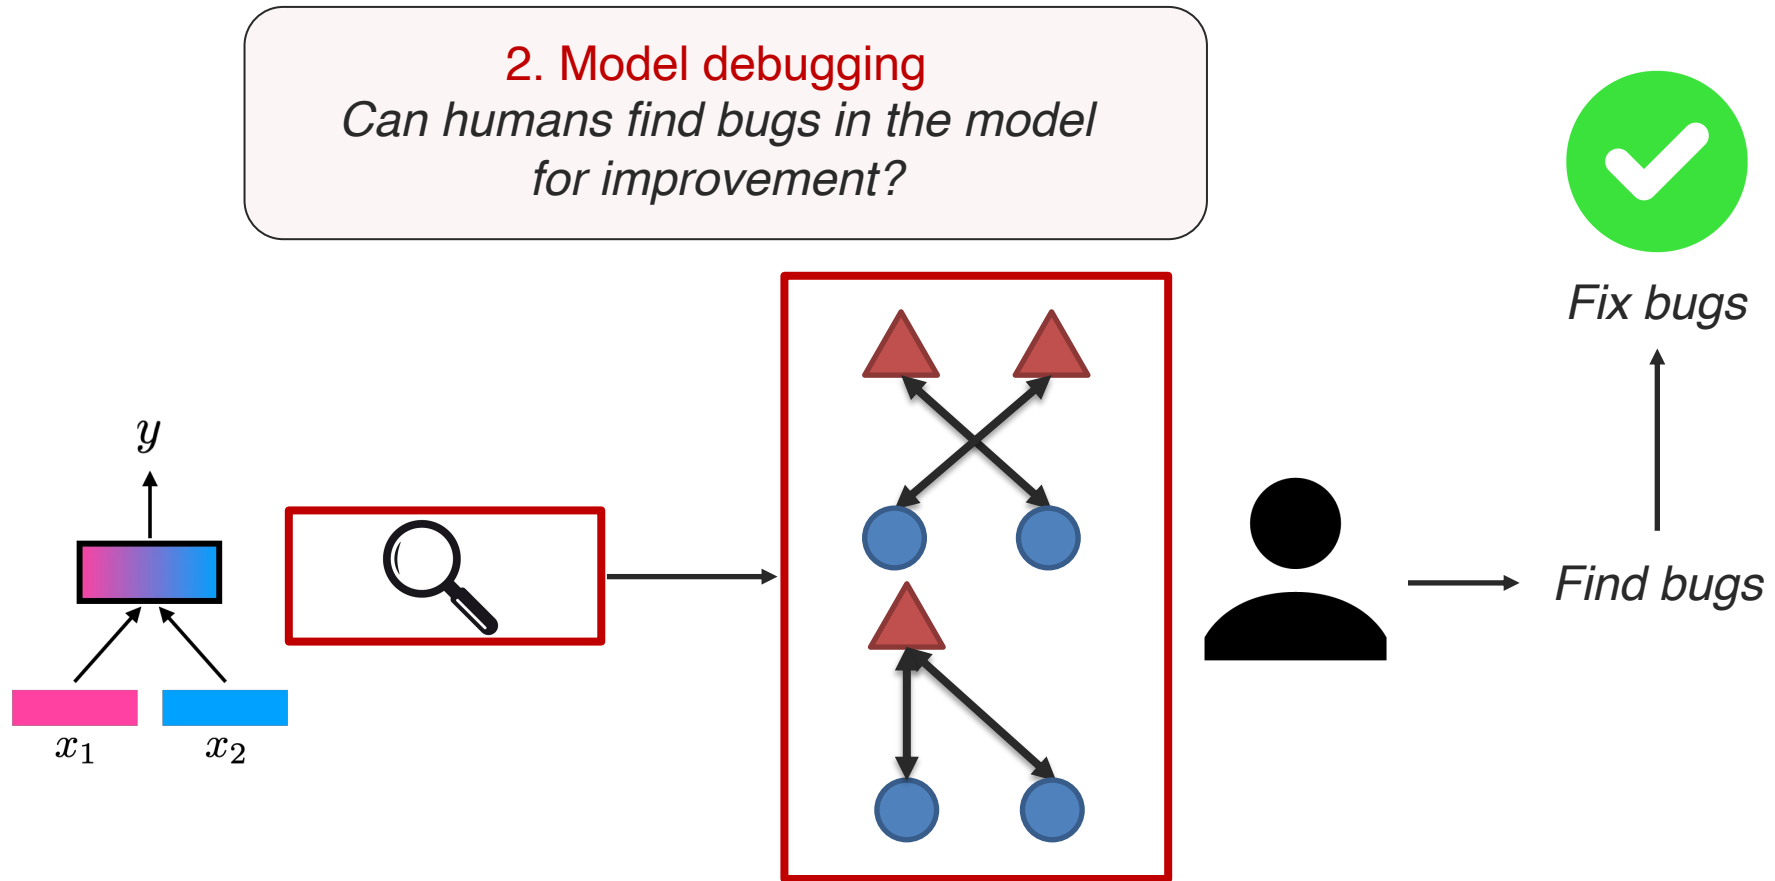 2. Model debugging
Can humans find bugs in the model
for improvement?
Fix bugs
y
Find bugs
x₁ x₂